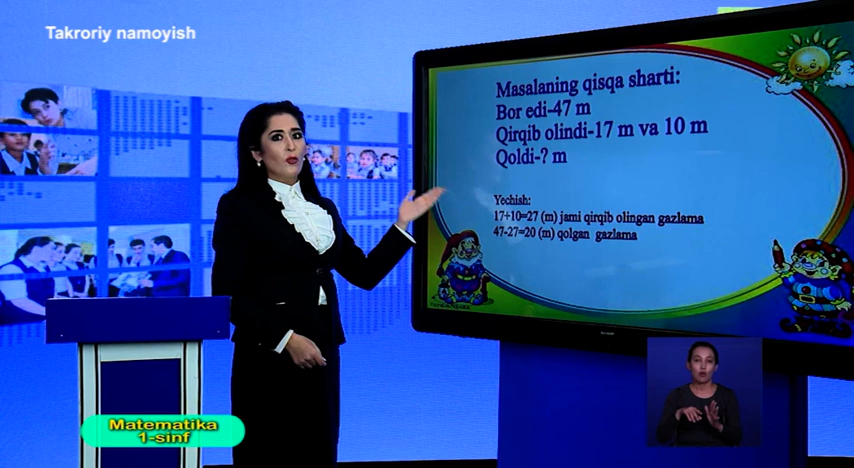 Takroriy namoyish
Masalaning qisqa sharti:
Bor edi-47 m
Qirqib olindi-17 m va 10 m
Qoldi-? m
Yechish:
17+10=27 (m) jami qirqib olingan gazlama
47-27=20 (m) qolgan gazlama
Matematika
1-sinf